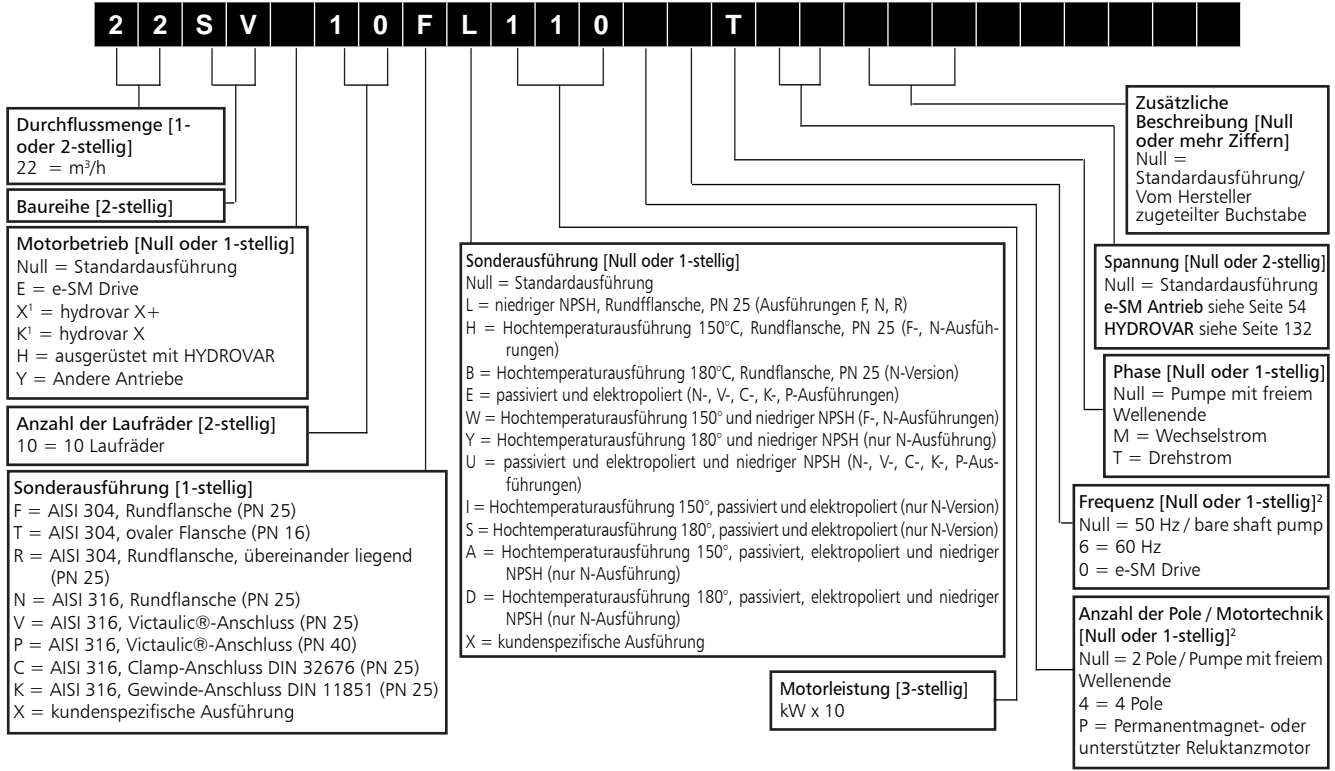 22SV 10FL110 T
Durchflussmenge [1-
oder 2-stellig]
22 = m³/h
Baureihe [2-stellig]
Motorbetrieb [Null oder 1-stellig]
Null = Standardausführung
E = e-SM Drive
X¹ = hydrovar X+
K¹ = hydrovar X
H = ausgerüstet mit HYDROVAR
Y = Andere Antriebe
Anzahl der Laufräder [2-stellig]
10 = 10 Laufräder
Sonderausführung [1-stellig]
F = AISI 304, Rundflansche (PN 25)
T = AISI 304, ovaler Flansche (PN 16)
R = AISI 304, Rundflansche, übereinander liegend
(PN 25)
N = AISI 316, Rundflansche (PN 25)
V = AISI 316, Victaulic®-Anschluss (PN 25)
P = AISI 316, Victaulic®-Anschluss (PN 40)
C = AISI 316, Clamp-Anschluss DIN 32676 (PN 25)
K = AISI 316, Gewinde-Anschluss DIN 11851 (PN 25)
X = kundenspezifische Ausführung
Sonderausführung [Null oder 1-stellig]
Null = Standardausführung
L = niedriger NPSH, Rundfflansche, PN 25 (Ausführungen F, N, R)
H = Hochtemperaturausführung 150°C, Rundflansche, PN 25 (F-, N-Ausfüh-
rungen)
B = Hochtemperaturausführung 180°C, Rundflansche, PN 25 (N-Version)
E = passiviert und elektropoliert (N-, V-, C-, K-, P-Ausführungen)
W = Hochtemperaturausführung 150° und niedriger NPSH (F-, N-Ausführungen)
Y = Hochtemperaturausführung 180° und niedriger NPSH (nur N-Ausführung)
U = passiviert und elektropoliert und niedriger NPSH (N-, V-, C-, K-, P-Aus-
führungen)
I = Hochtemperaturausführung 150°, passiviert und elektropoliert (nur N-Version)
S = Hochtemperaturausführung 180°, passiviert und elektropoliert (nur N-Version)
A = Hochtemperaturausführung 150°, passiviert, elektropoliert und niedriger
NPSH (nur N-Ausführung)
D = Hochtemperaturausführung 180°, passiviert, elektropoliert und niedriger
NPSH (nur N-Ausführung)
X = kundenspezifische Ausführung
Motorleistung [3-stellig]
kW x 10
Zusätzliche
Beschreibung [Null
oder mehr Ziffern]
Null =
Standardausführung/
Vom Hersteller
zugeteilter Buchstabe
Spannung [Null oder 2-stellig]
Null = Standardausführung
e-SM Antrieb siehe Seite 54
HYDROVAR siehe Seite 132
Phase [Null oder 1-stellig]
Null = Pumpe mit freiem
Wellenende
M = Wechselstrom
T = Drehstrom
Frequenz [Null oder 1-stellig]²
Null = 50 Hz / bare shaft pump
6 = 60 Hz
0 = e-SM Drive
Anzahl der Pole / Motortechnik
[Null oder 1-stellig]²
Null = 2 Pole / Pumpe mit freiem
Wellenende
4 = 4 Pole
P = Permanentmagnet- oder
unterstützter Reluktanzmotor